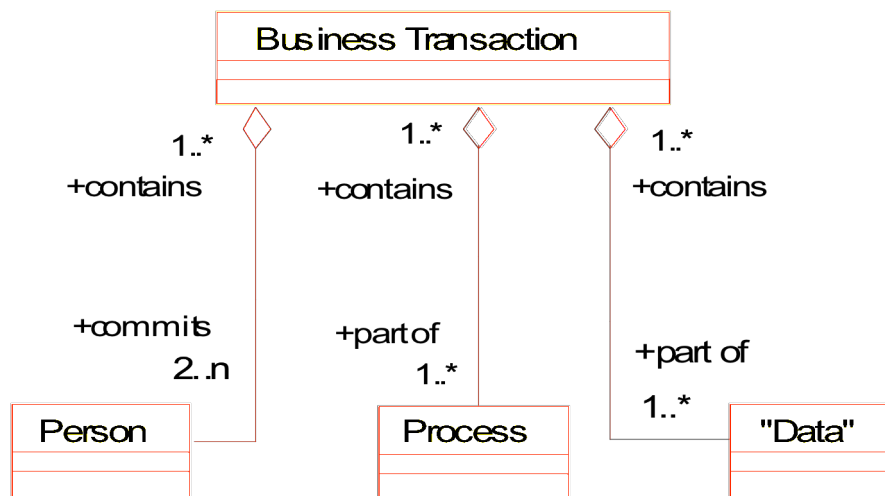 Business Transaction
1..*
1..*
1..*
+contains
+contains
+contains
+commits
+part of
+part of
2..n
1..*
1..*
Person
Process
"Data"